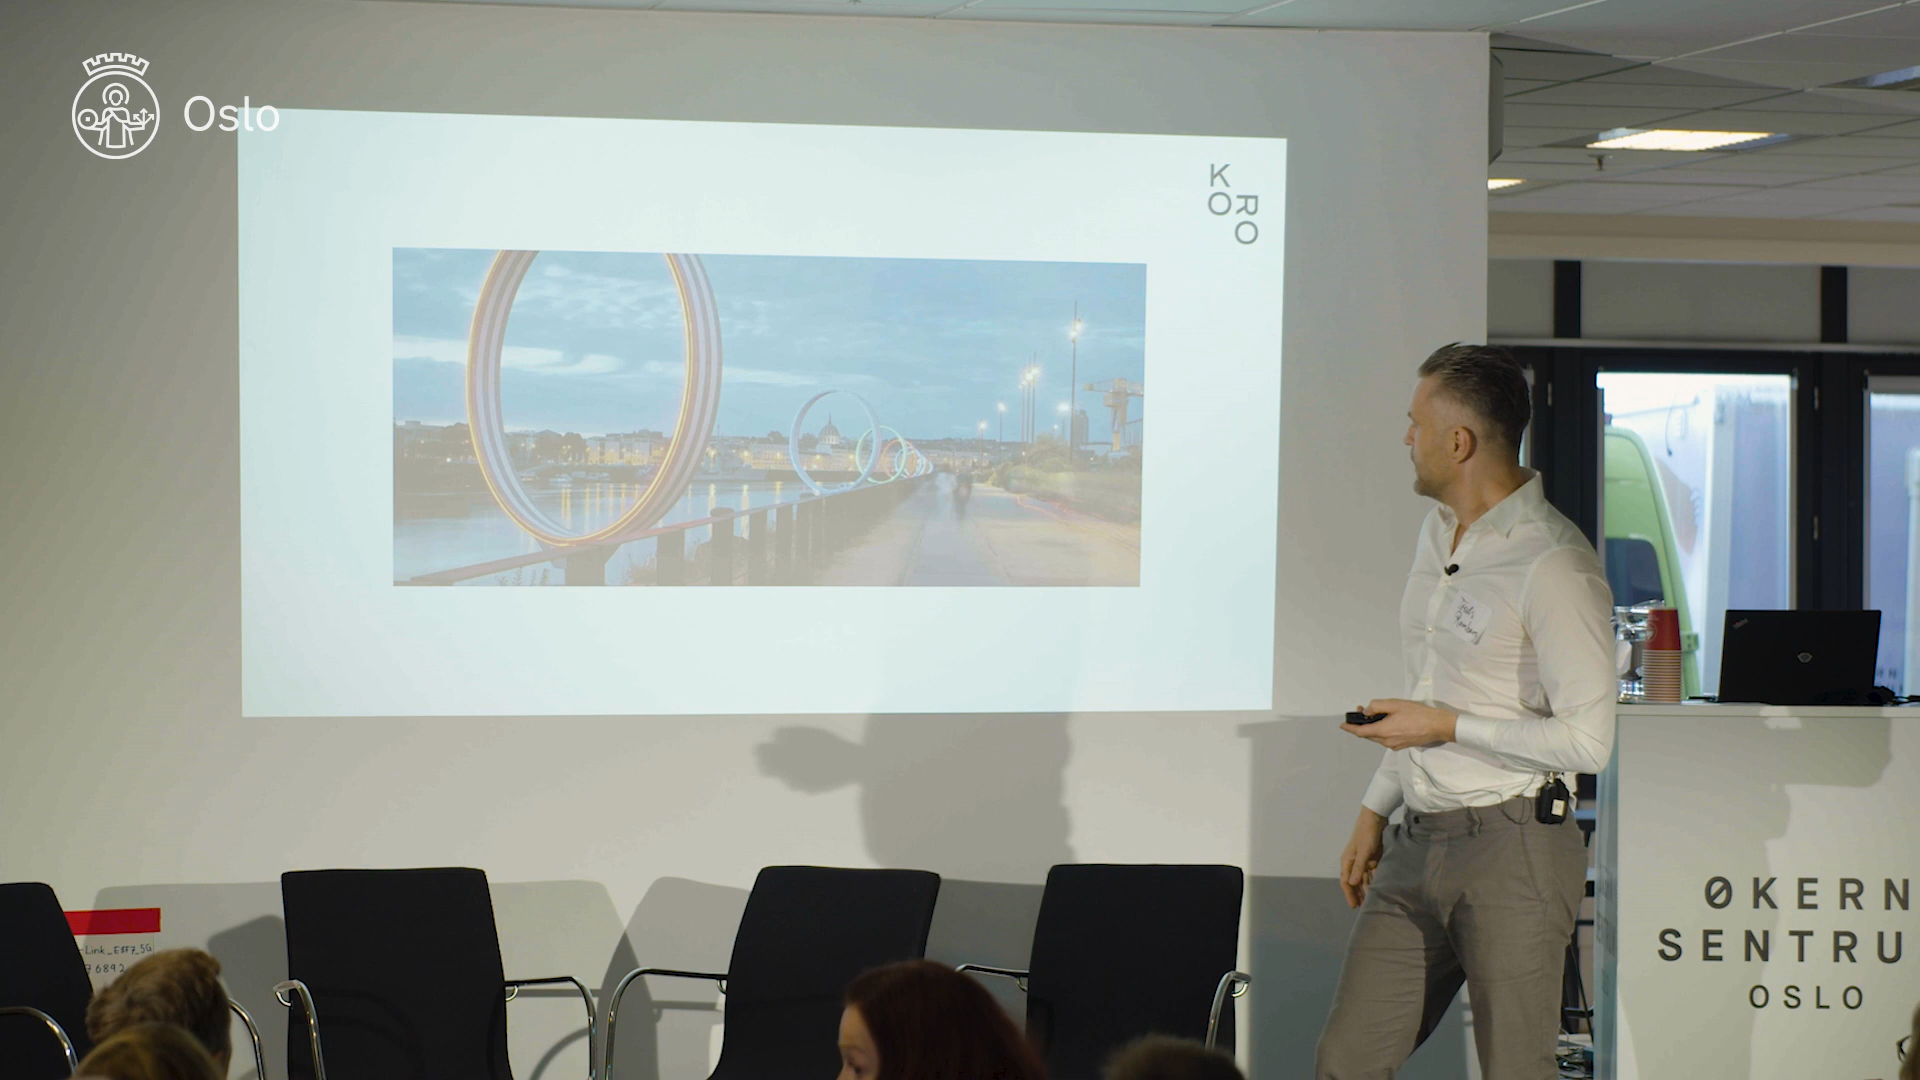 Oslo
K
RO
O
ØKERN
SENTRU
OSLO